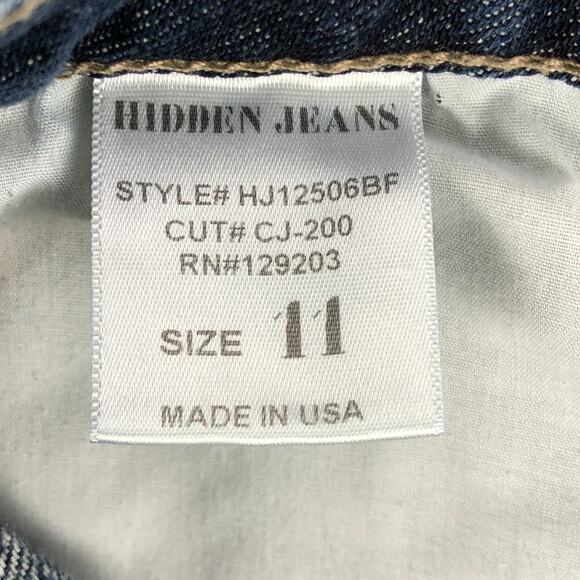 HIDDEN JEANS
STYLE# HJ12506BF
CUT# CJ-200
RN#129203
SIZE 11
MADE IN USA